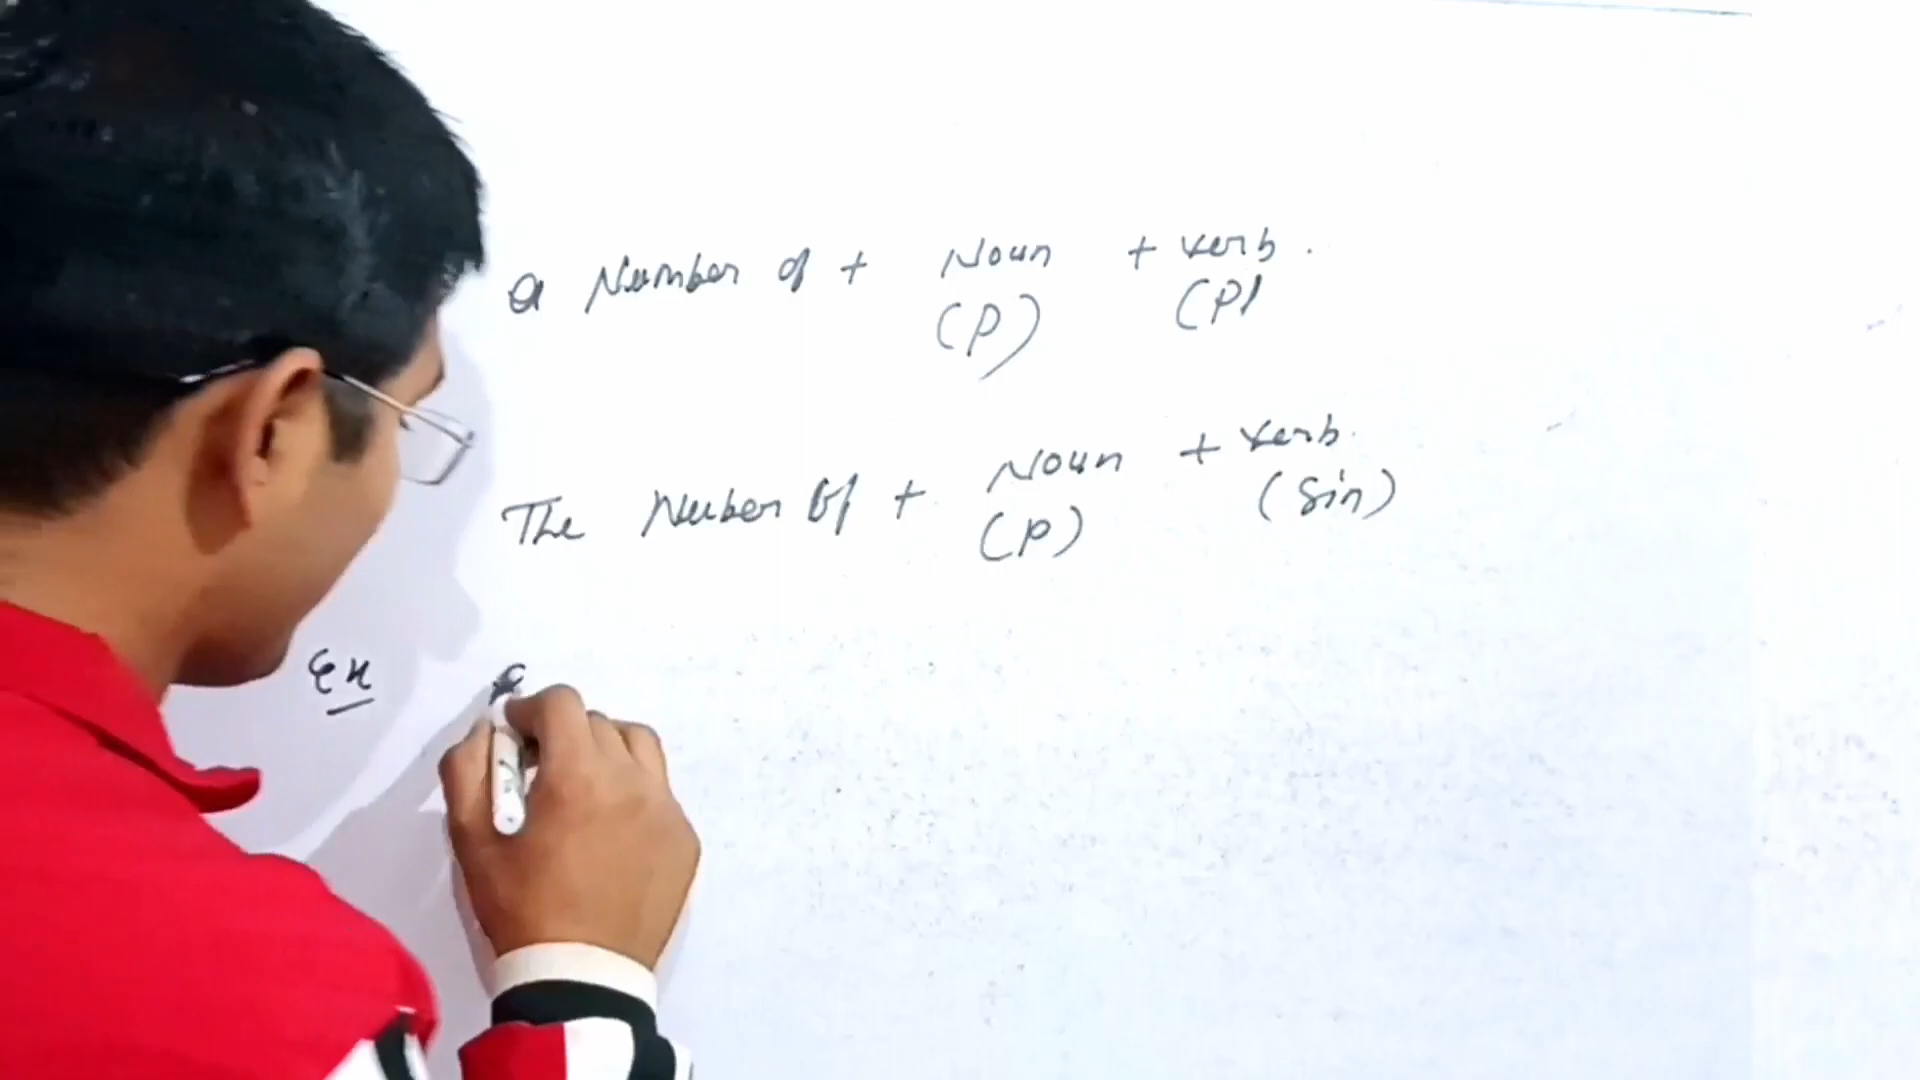 a Number of + Noun + verb.
(P) (P)
The Nuber of + Noun + verb.
(P) (Sin)
Ex